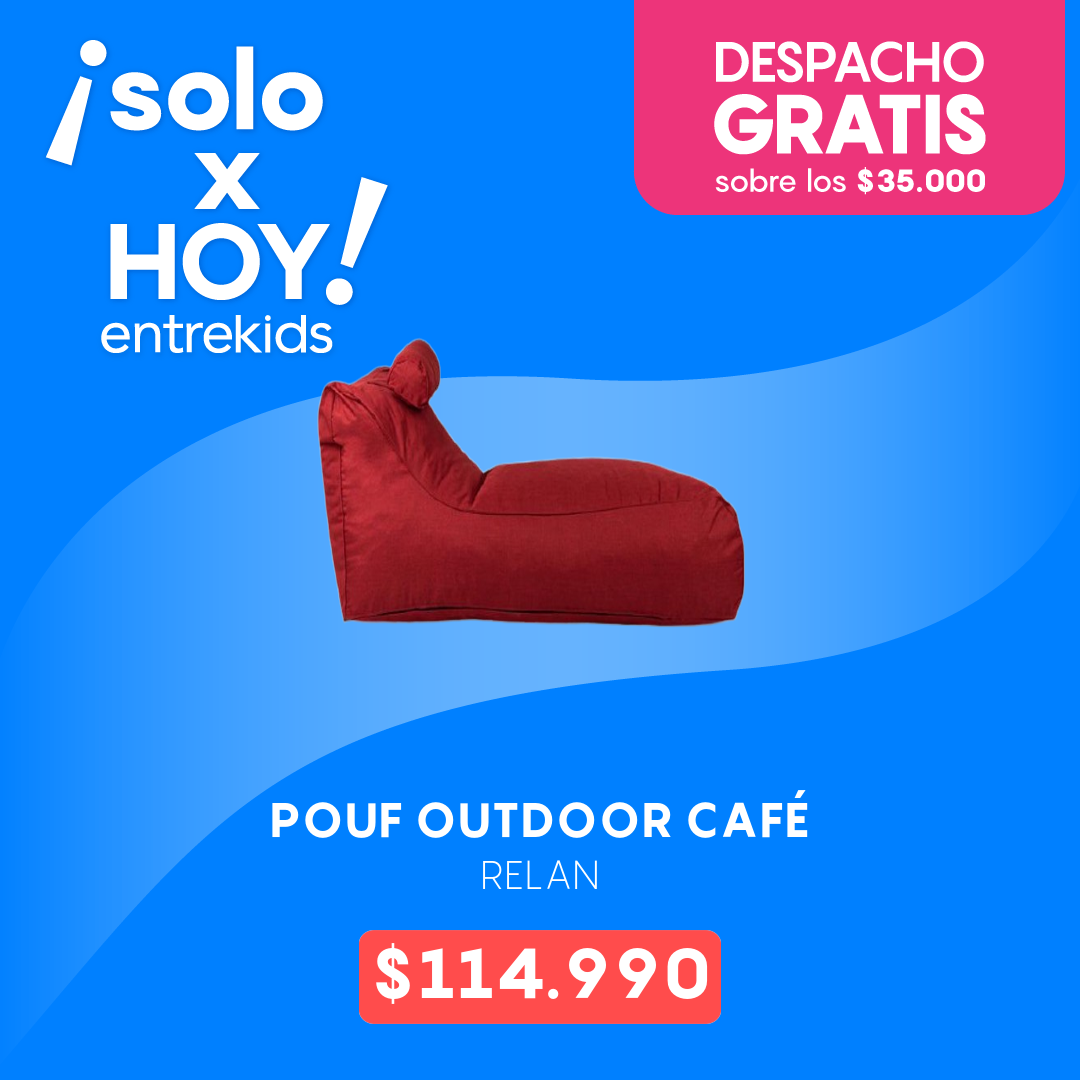 ¡solo
x
HOY!
entrekids
DESPACHO
GRATIS
sobre los $35.000
POUF OUTDOOR CAFÉ
RELAN
$114.990